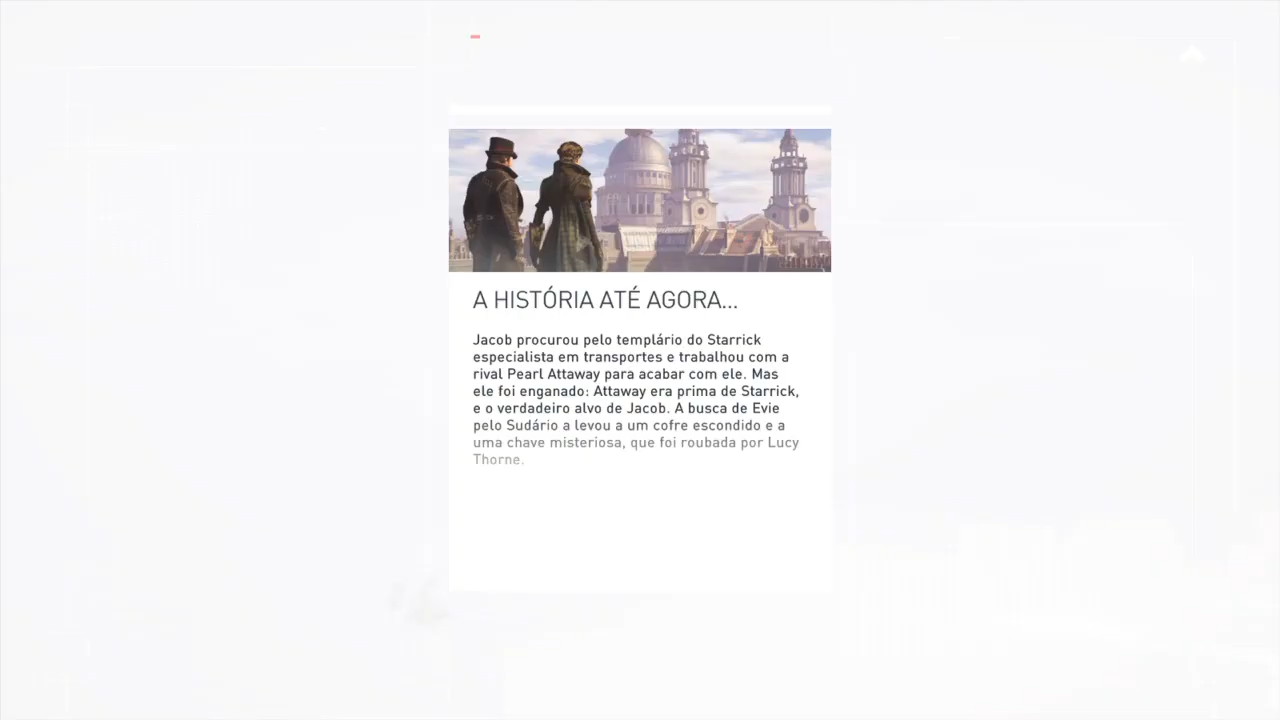 A HISTÓRIA ATÉ AGORA...
Jacob procurou pelo templário do Starrick
especialista em transportes e trabalhou com a
rival Pearl Attaway para acabar com ele. Mas
ele foi enganado: Attaway era prima de Starrick,
e o verdadeiro alvo de Jacob. A busca de Evie
pelo Sudário a levou a um cofre escondido e a
uma chave misteriosa, que foi roubada por Lucy
Thorne.